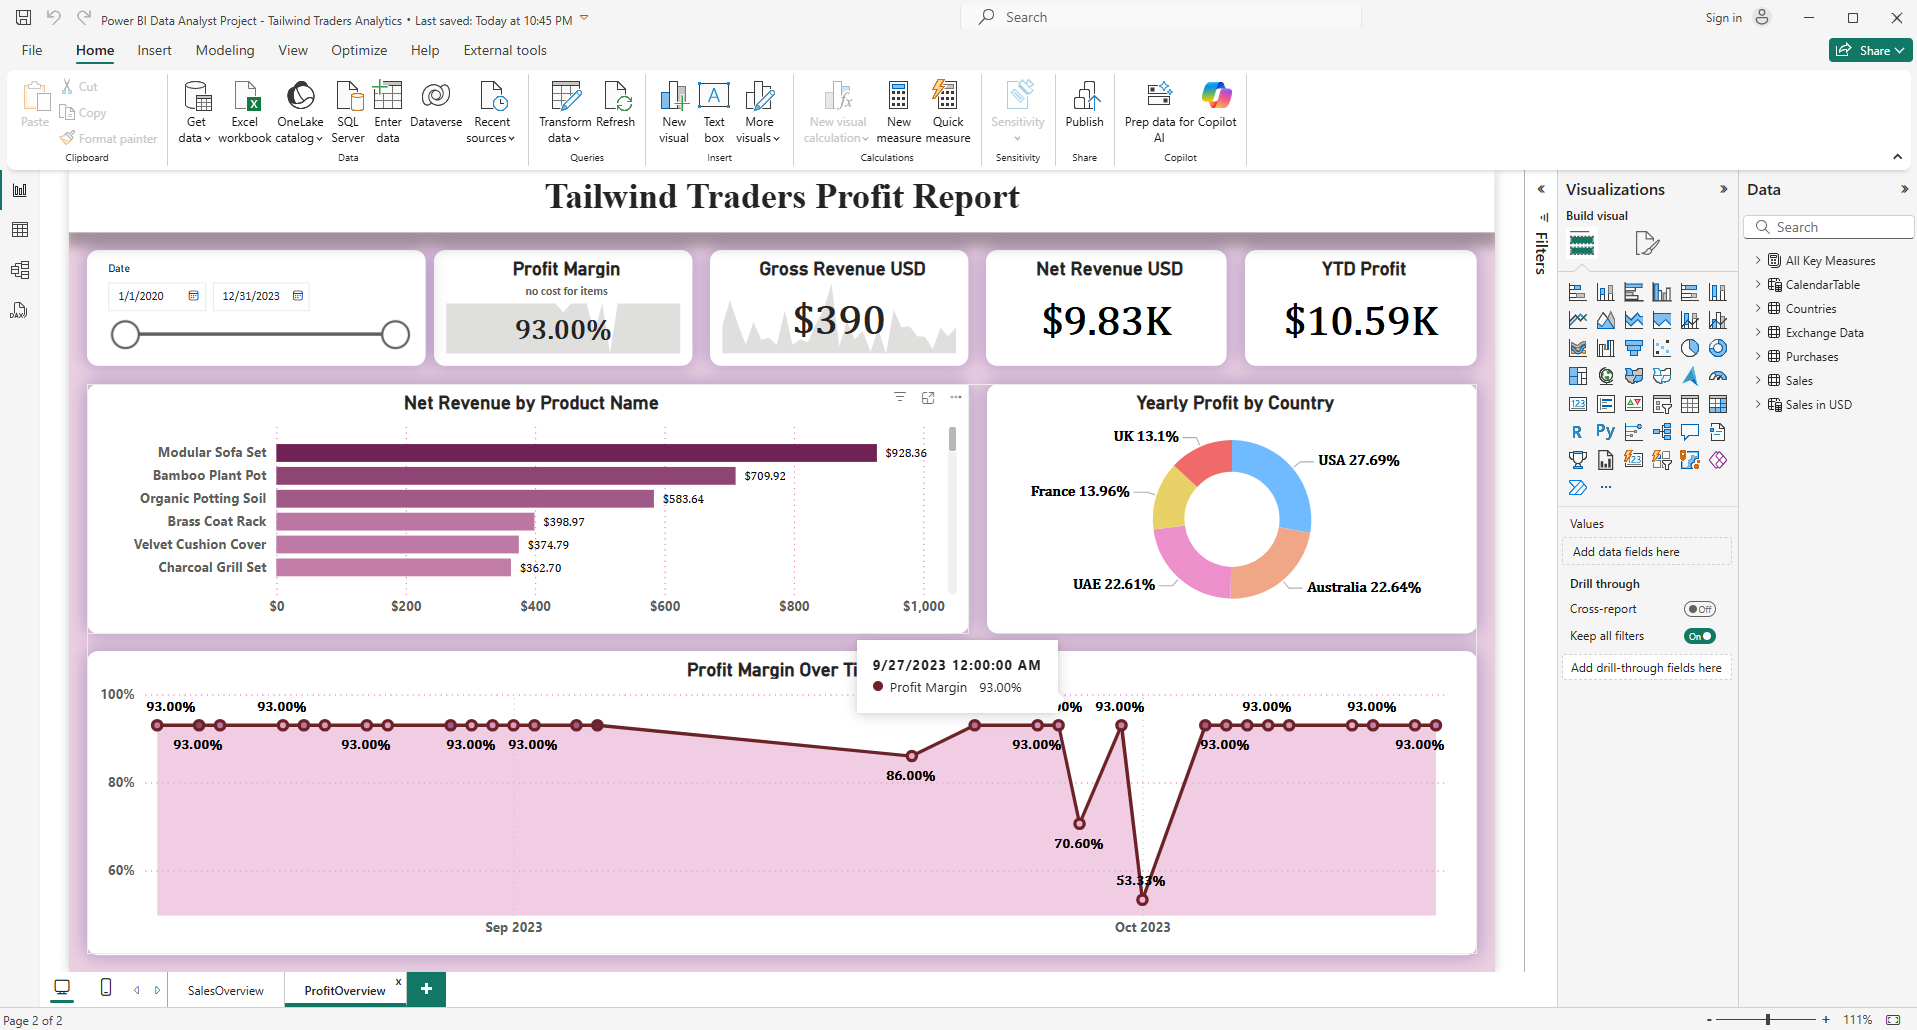 Power BI Data Analyst Project - Tailwind Traders Analytics • Last saved: Today at 10:45 PM
Search
Sign in
File Home Insert Modeling View Optimize Help External tools
Share
Paste
Cut
Copy
Format painter
Clipboard
Get data
Excel workbook
OneLake catalog
SQL Server
Enter data
Dataverse
Recent sources
Data
Transform data
Refresh
Queries
New visual
Text box
More visuals
Insert
New visual calculation
New measure
Quick measure
Calculations
Sensitivity
Sensitivity
Publish
Share
Prep data for AI
Copilot
Copilot
Tailwind Traders Profit Report
Date
1/1/2020
12/31/2023
Profit Margin
no cost for items
93.00%
Gross Revenue USD
$390
Net Revenue USD
$9.83K
YTD Profit
$10.59K
Net Revenue by Product Name
Modular Sofa Set $928.36
Bamboo Plant Pot $709.92
Organic Potting Soil $583.64
Brass Coat Rack $398.97
Velvet Cushion Cover $374.79
Charcoal Grill Set $362.70
$0 $200 $400 $600 $800 $1,000
Yearly Profit by Country
UK 13.1%
USA 27.69%
France 13.96%
UAE 22.61%
Australia 22.64%
Profit Margin Over Ti
9/27/2023 12:00:00 AM
Profit Margin 93.00%
100%
80%
60%
93.00% 93.00% 00% 93.00% 93.00% 93.00%
93.00% 93.00% 93.00% 93.00% 93.00% 93.00% 93.00%
86.00%
70.60%
53.33%
Sep 2023 Oct 2023
Filters
Visualizations
Build visual
R Py
123
123
Values
Add data fields here
Drill through
Cross-report Off
Keep all filters On
Add drill-through fields here
Data
Search
All Key Measures
CalendarTable
Countries
Exchange Data
Purchases
Sales
Sales in USD
DAX
SalesOverview
ProfitOverview x
+
Page 2 of 2
- + 111%